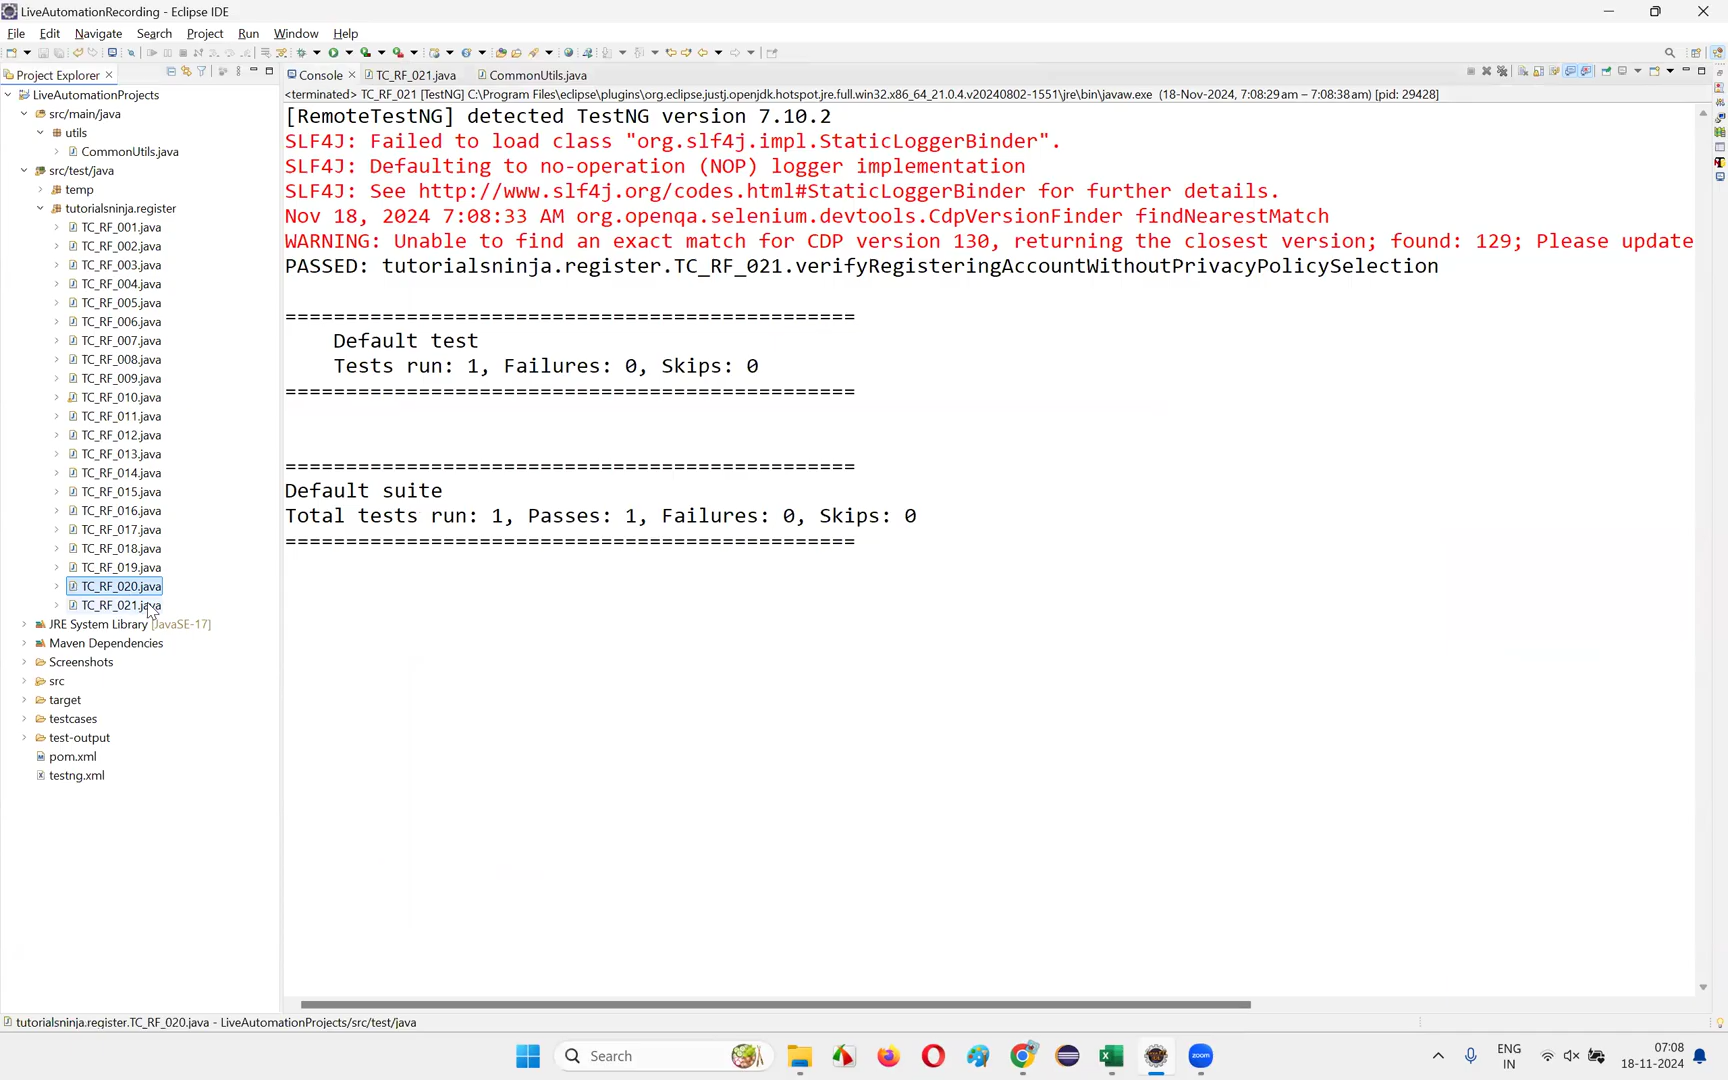 LiveAutomationRecording - Eclipse IDE
File Edit Navigate Search Project Run Window Help
Project Explorer
LiveAutomationProjects
src/main/java
utils
CommonUtils.java
src/test/java
temp
tutorialsninja.register
TC_RF_001.java
TC_RF_002.java
TC_RF_003.java
TC_RF_004.java
TC_RF_005.java
TC_RF_006.java
TC_RF_007.java
TC_RF_008.java
TC_RF_009.java
TC_RF_010.java
TC_RF_011.java
TC_RF_012.java
TC_RF_013.java
TC_RF_014.java
TC_RF_015.java
TC_RF_016.java
TC_RF_017.java
TC_RF_018.java
TC_RF_019.java
TC_RF_020.java
TC_RF_021.java
JRE System Library [JavaSE-17]
Maven Dependencies
Screenshots
src
target
testcases
test-output
pom.xml
testng.xml
Console TC_RF_021.java CommonUtils.java
<terminated> TC_RF_021 [TestNG] C:\Program Files\eclipse\plugins\org.eclipse.justj.openjdk.hotspot.jre.full.win32.x86_64_21.0.4.v20240802-1551\jre\bin\javaw.exe (18-Nov-2024, 7:08:29 am – 7:08:38 am) [pid: 29428]
[RemoteTestNG] detected TestNG version 7.10.2
SLF4J: Failed to load class "org.slf4j.impl.StaticLoggerBinder".
SLF4J: Defaulting to no-operation (NOP) logger implementation
SLF4J: See http://www.slf4j.org/codes.html#StaticLoggerBinder for further details.
Nov 18, 2024 7:08:33 AM org.openqa.selenium.devtools.CdpVersionFinder findNearestMatch
WARNING: Unable to find an exact match for CDP version 130, returning the closest version; found: 129; Please update
PASSED: tutorialsninja.register.TC_RF_021.verifyRegisteringAccountWithoutPrivacyPolicySelection
===============================================
Default test
Tests run: 1, Failures: 0, Skips: 0
===============================================
===============================================
Default suite
Total tests run: 1, Passes: 1, Failures: 0, Skips: 0
===============================================
tutorialsninja.register.TC_RF_020.java - LiveAutomationProjects/src/test/java
Search
zoom
ENG
IN
07:08
18-11-2024